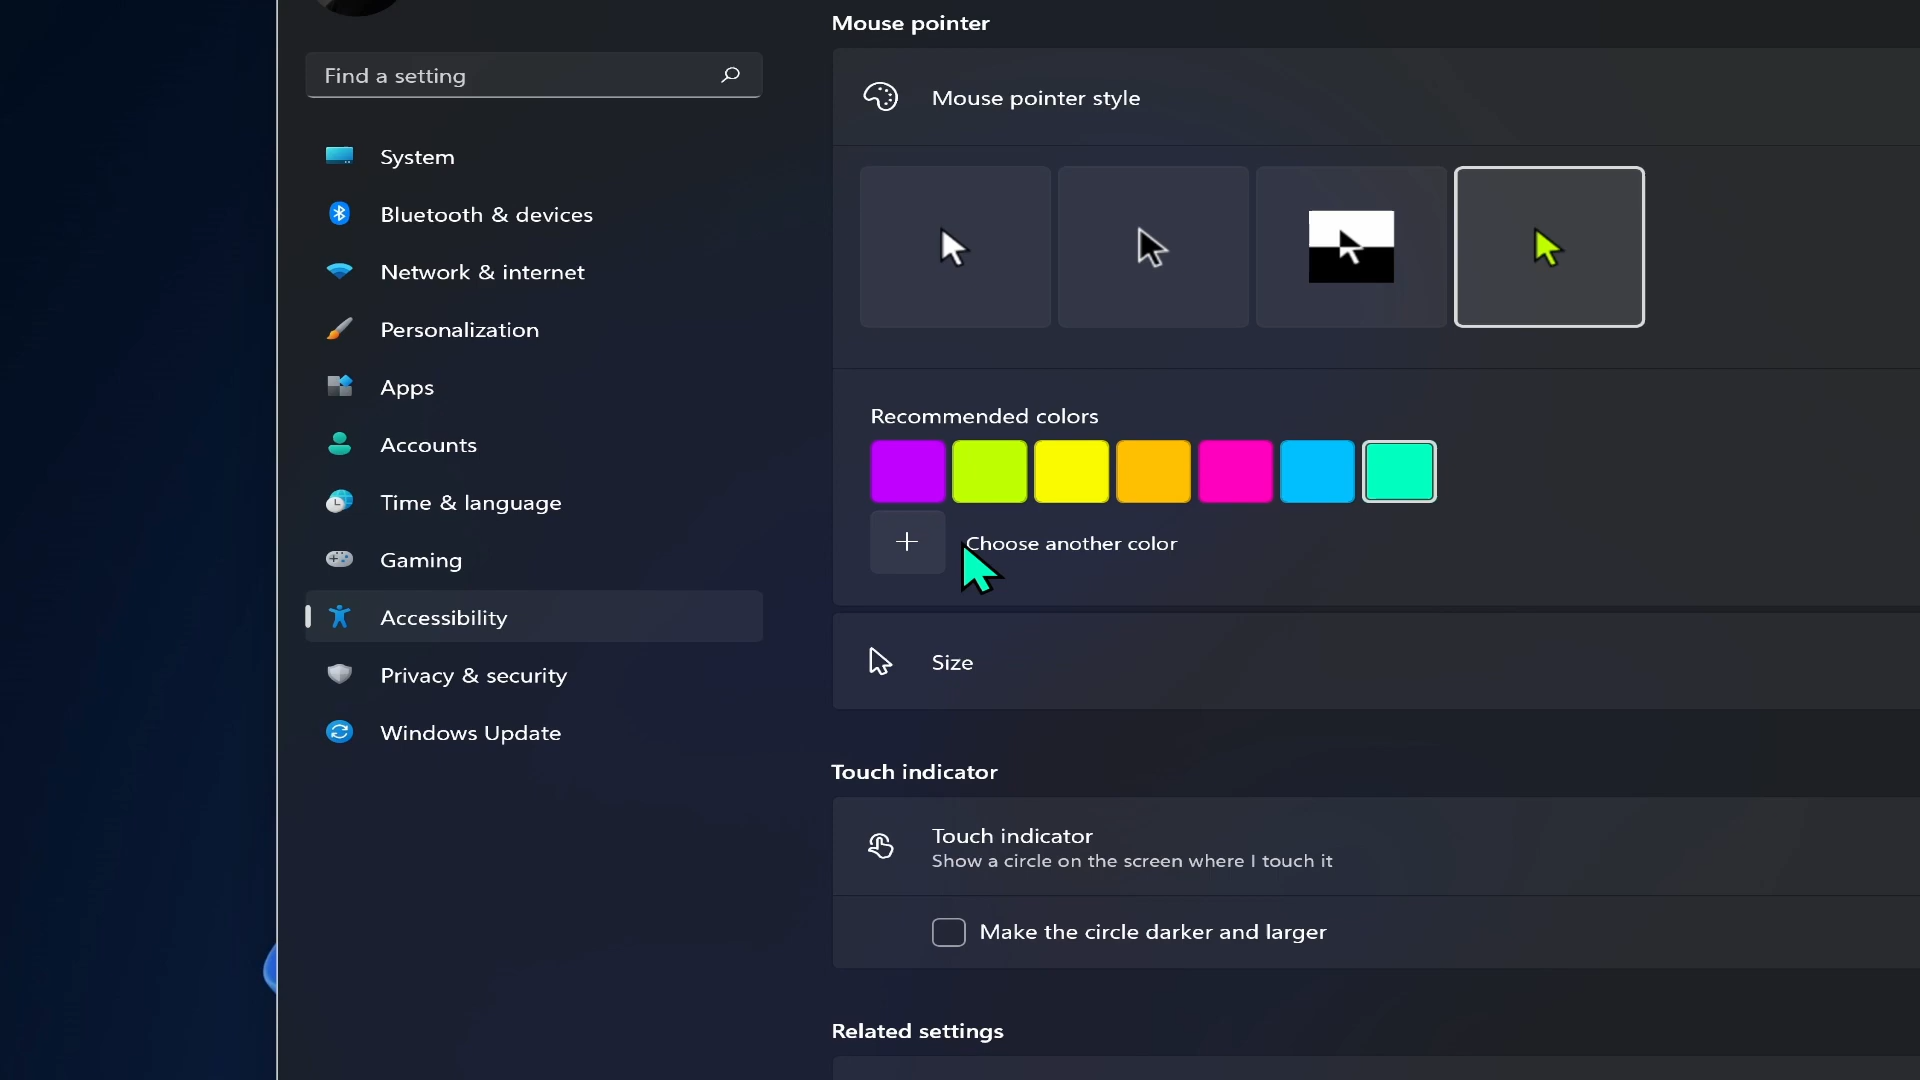 Find a setting
System
Bluetooth & devices
Network & internet
Personalization
Apps
Accounts
Time & language
Gaming
Accessibility
Privacy & security
Windows Update
Mouse pointer
Mouse pointer style
Recommended colors
Choose another color
Size
Touch indicator
Touch indicator
Show a circle on the screen where I touch it
Make the circle darker and larger
Related settings